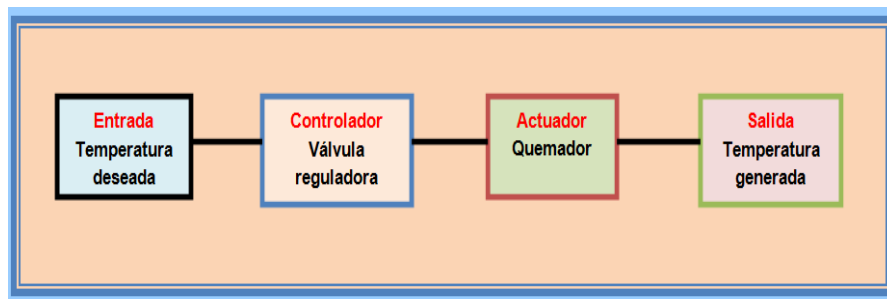 Entrada
Temperatura
deseada
Controlador
Válvula
reguladora
Actuador
Quemador
Salida
Temperatura
generada